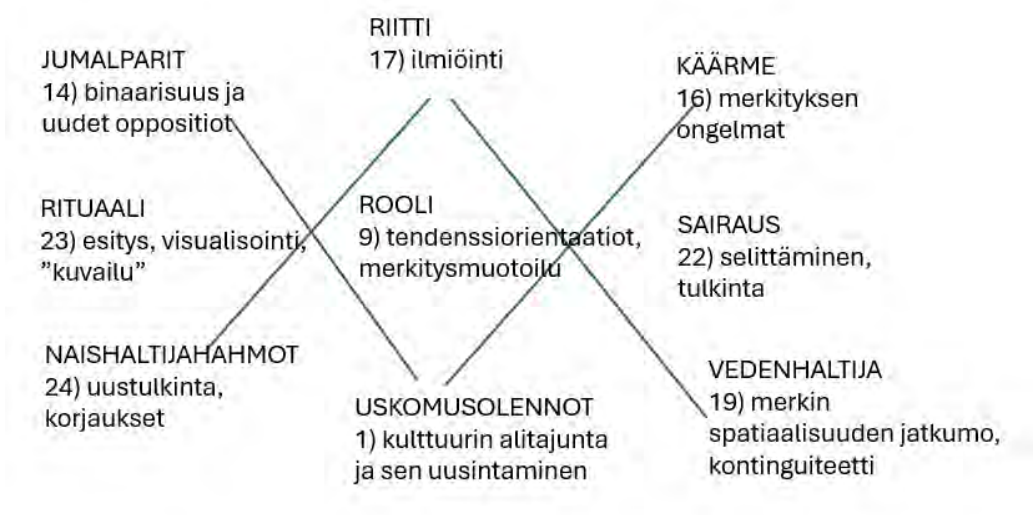 JUMALPARIT
14) binaarisuus ja
uudet oppositiot
RIITTI
17) ilmiöinti
KÄÄRME
16) merkityksen
ongelmat
RITUAALI
23) esitys, visualisointi,
”kuvailu”
ROOLI
9) tendenssiorientaatiot,
merkitysmuotoilu
SAIRAUS
22) selittäminen,
tulkinta
NAISHALTIJAHAHMOT
24) uustulkinta,
korjaukset
USKOMUSOLENNOT
1) kulttuurin alitajunta
ja sen uusintaminen
VEDENHALTIJA
19) merkin
spatiaalisuuden jatkumo,
kontinguiteetti